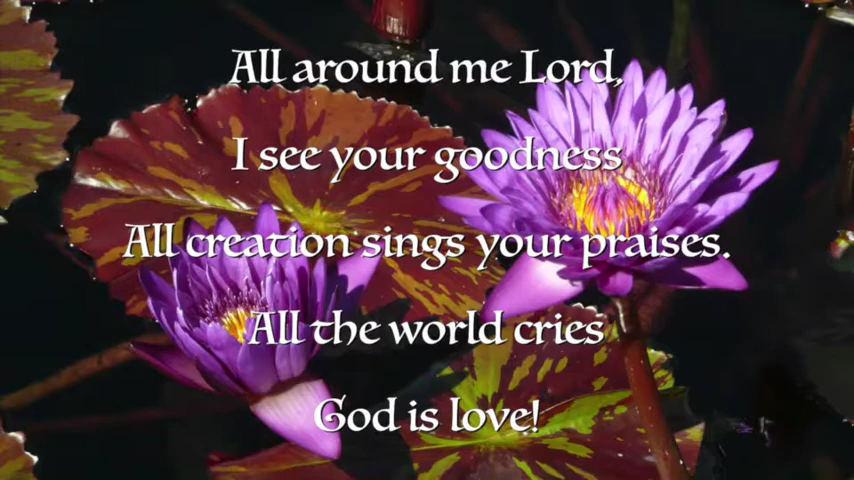 All around me Lord,
I see your goodness
All creation sings your praises.
All the world cries
God is love!